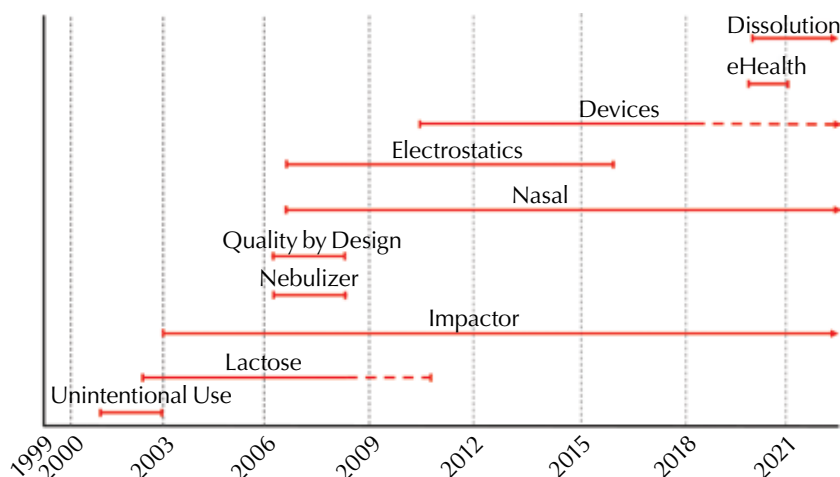 Dissolution
eHealth
Devices
Electrostatics
Nasal
Quality by Design
Nebulizer
Impactor
Lactose
Unintentional Use
1999
2000
2003
2006
2009
2012
2015
2018
2021